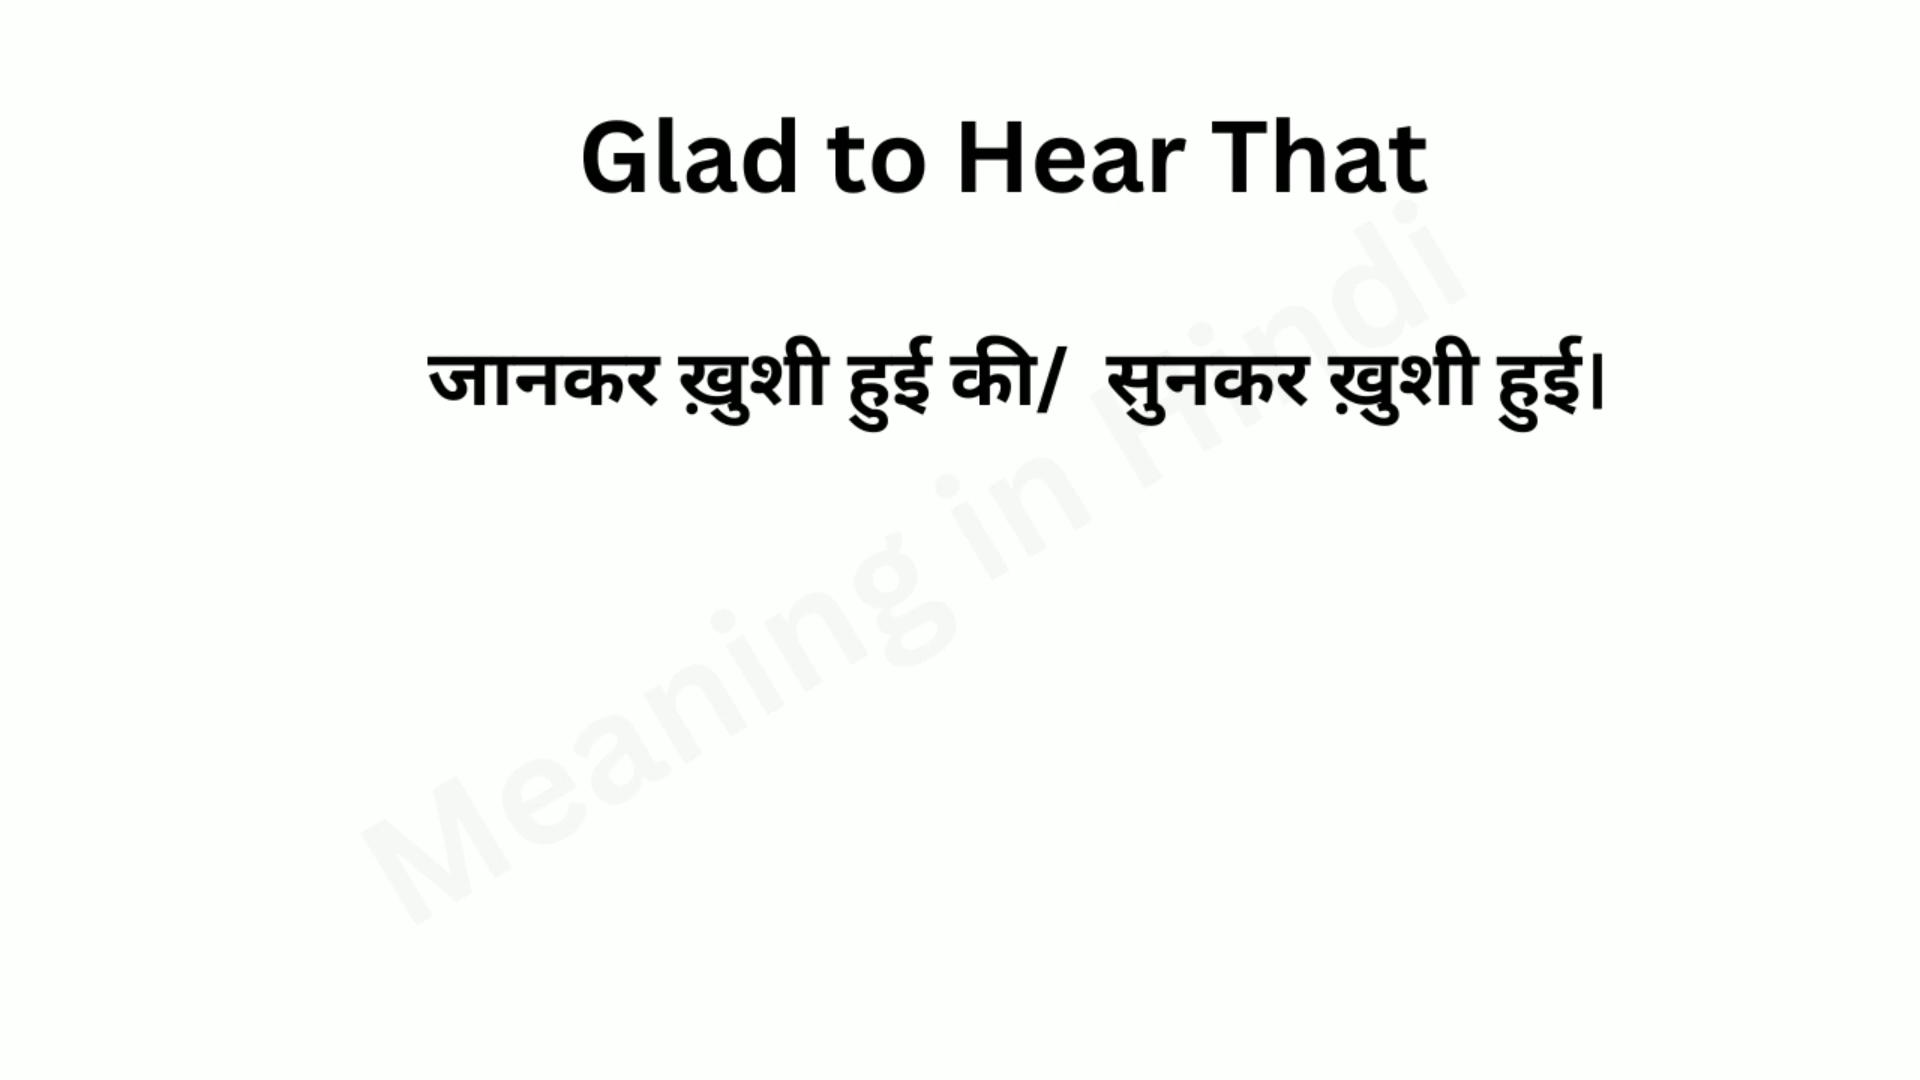 Glad to Hear That
जानकर ख़ुशी हुई की/ सुनकर ख़ुशी हुई।
Meaning in Hindi